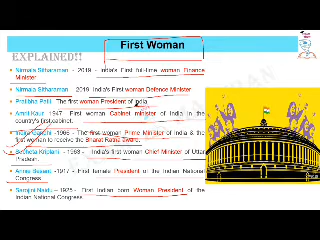 First Woman
EXPLAINED!!
• Nirmala Sitharaman - 2019 - India's First full-time woman Finance
Minister
• Nirmala Sitharaman 2019 India's First woman Defence Minister
• Pratibha Patil The first woman President of India
• Amrit Kaur 1947 First woman Cabinet minister of India in the
country's first cabinet.
• Indira Gandhi -1966 - The first woman Prime Minister of India & the
first woman to receive the Bharat Ratna Award.
• Sucheta Kriplani -1963 - India's first woman Chief Minister of Uttar
Pradesh.
• Annie Besant -1917 - First female President of the Indian National
Congress
• Sarojini Naidu -1925 - First Indian born Woman President of the
Indian National Congress